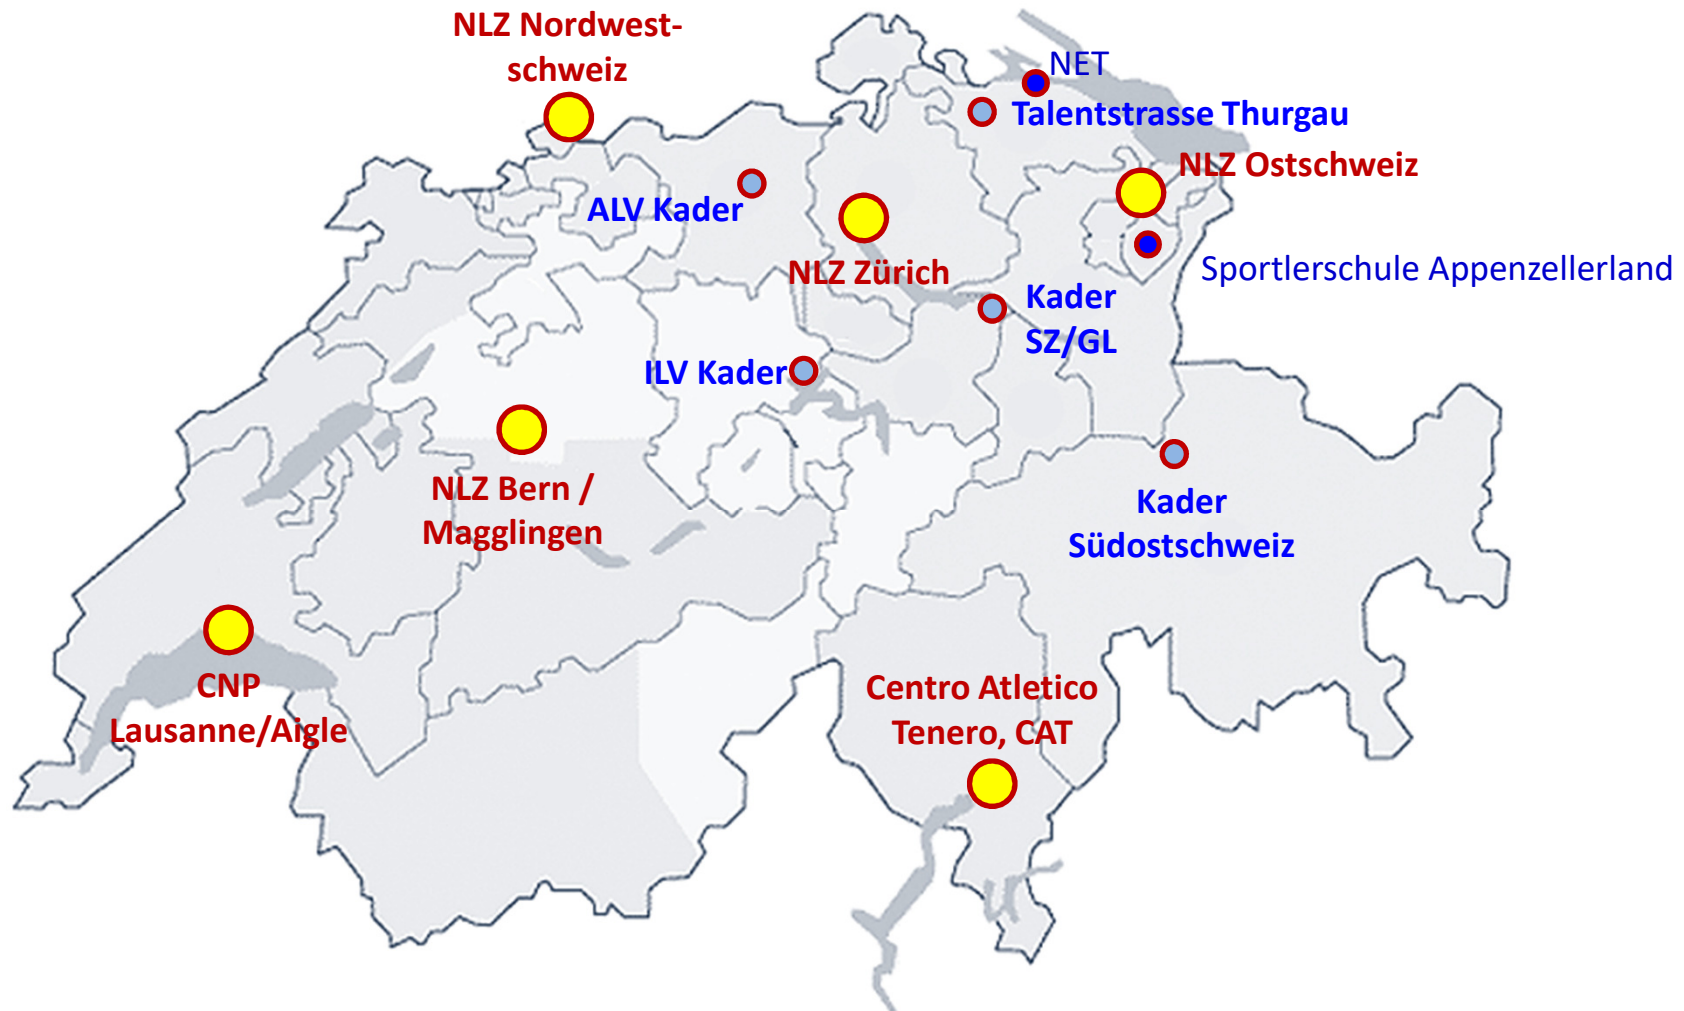 NLZ Nordwest-
schweiz
NET
Talentstrasse Thurgau
NLZ Ostschweiz
ALV Kader
NLZ Zürich
Sportlerschule Appenzellerland
Kader
SZ/GL
ILV Kader
NLZ Bern /
Magglingen
Kader
Südostschweiz
CNP
Lausanne/Aigle
Centro Atletico
Tenero, CAT